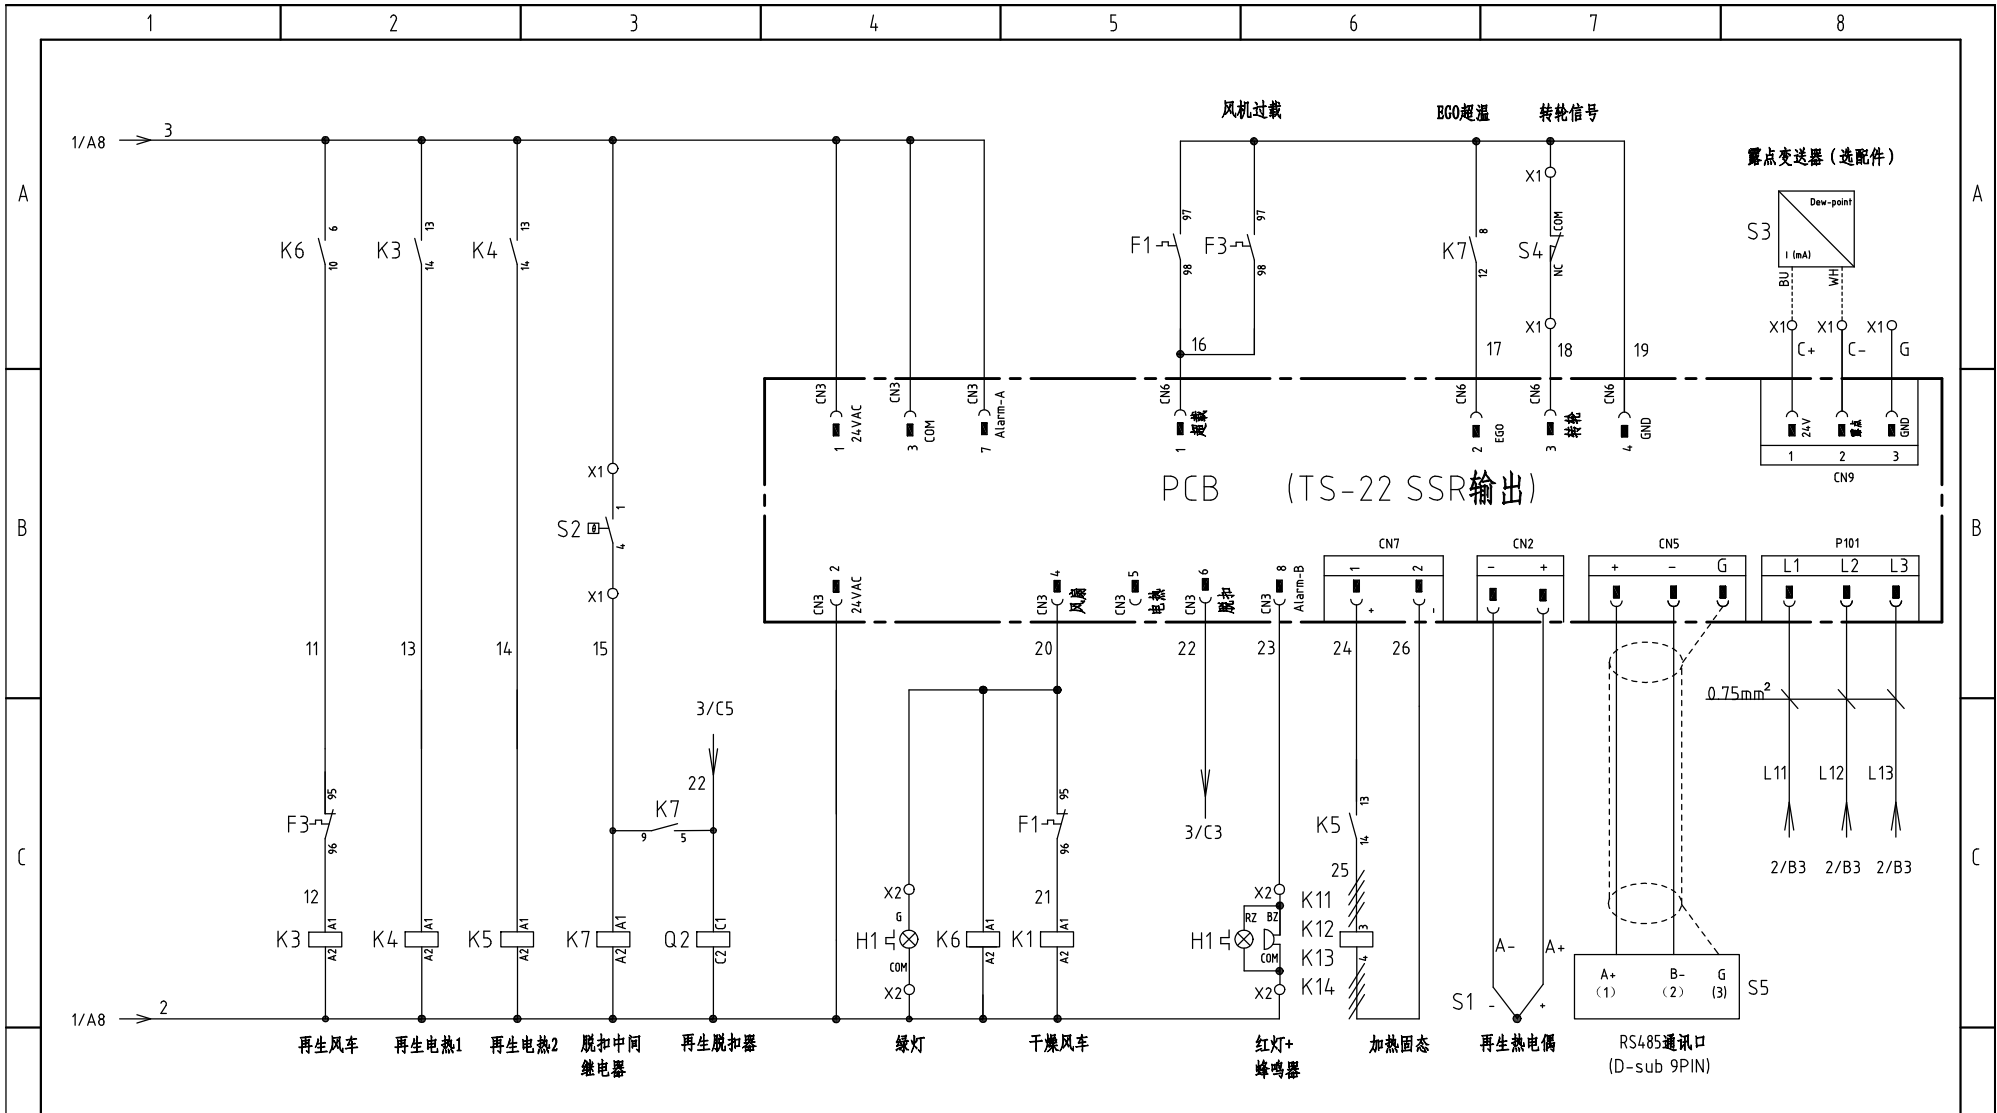 1 2 3 4 5 6 7 8
A A
B B
C C
1/A8 3
K6 6 10
K3 13 14
K4 13 14
X1
S2 θ 1 4
X1
11 13 14 15
3/C5
22
K7 9 5
F3 95 96
12
K3 A1 A2
K4 A1 A2
K5 A1 A2
K7 A1 A2
Q2 C1 C2
1/A8 2
再生风车
再生电热1
再生电热2
脱扣中间
继电器
再生脱扣器
风机过载
EGO超温
转轮信号
露点变送器(选配件)
F1 97 98
F3 97 98
K7 8 12
X1
S4 COM NC
X1
16 17 18 19
S3 Dew-point
I (mA)
BU WH
X1 X1 X1
C+ C- G
CN3 1 24VAC
CN3 3 COM
CN3 7 Alarm-A
CN6 1 超载
CN6 2 EGO
CN6 3 转轮
CN6 4 GND
24V 露点 GND
1 2 3
CN9
PCB (TS-22 SSR输出)
CN3 2 24VAC
CN3 4 风扇
CN3 5 电热
CN3 6 脱扣
CN3 8 Alarm-B
CN7
1 2
+ -
CN2
- +
CN5
+ - G
P101
L1 L2 L3
20 22 23 24 26
0.75mm²
L11 L12 L13
2/B3 2/B3 2/B3
3/C3
F1 95 96
21
K5 13 14
25
X2
H1 G COM
X2
K6 A1 A2
K1 A1 A2
X2
H1 RZ BZ COM
X2
K11
K12
K13
K14
3 4
A- A+
S1 - +
A+ B- G
(1) (2) (3)
S5
绿灯
干燥风车
红灯+
蜂鸣器
加热固态
再生热电偶
RS485通讯口
(D-sub 9PIN)